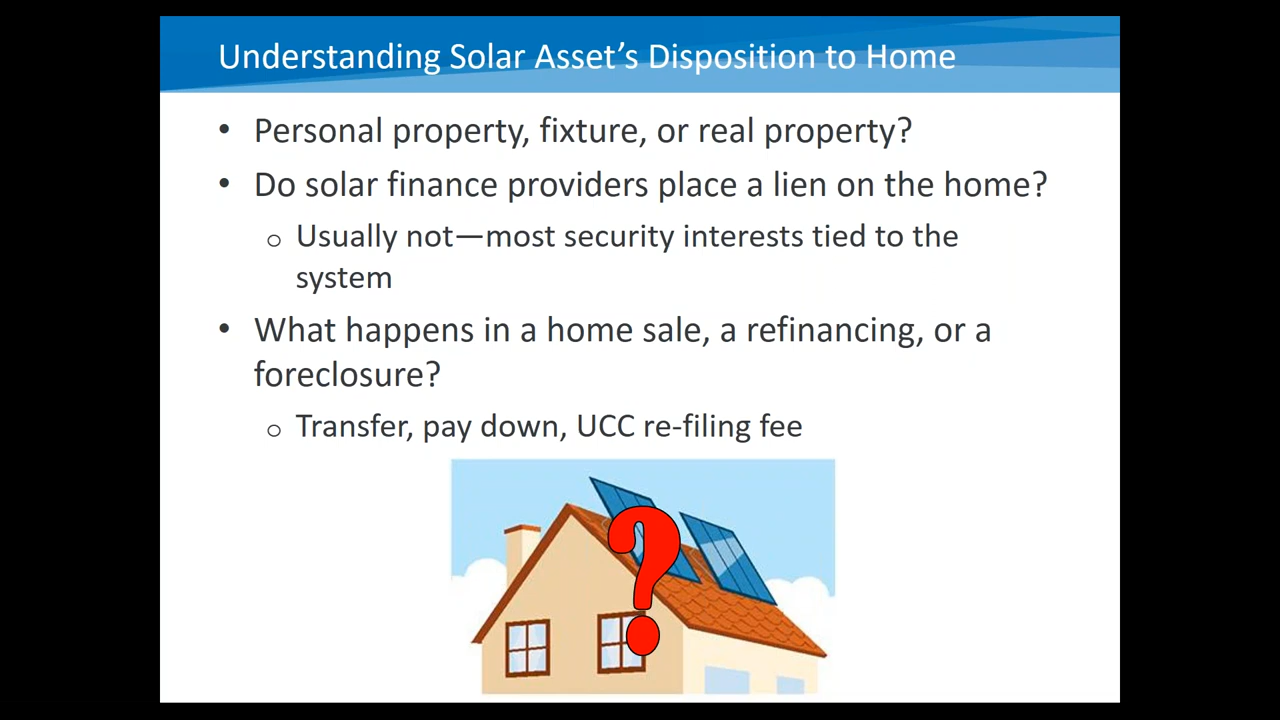 Understanding Solar Asset’s Disposition to Home
• Personal property, fixture, or real property?
• Do solar finance providers place a lien on the home?
o Usually not—most security interests tied to the
system
• What happens in a home sale, a refinancing, or a
foreclosure?
o Transfer, pay down, UCC re-filing fee
?